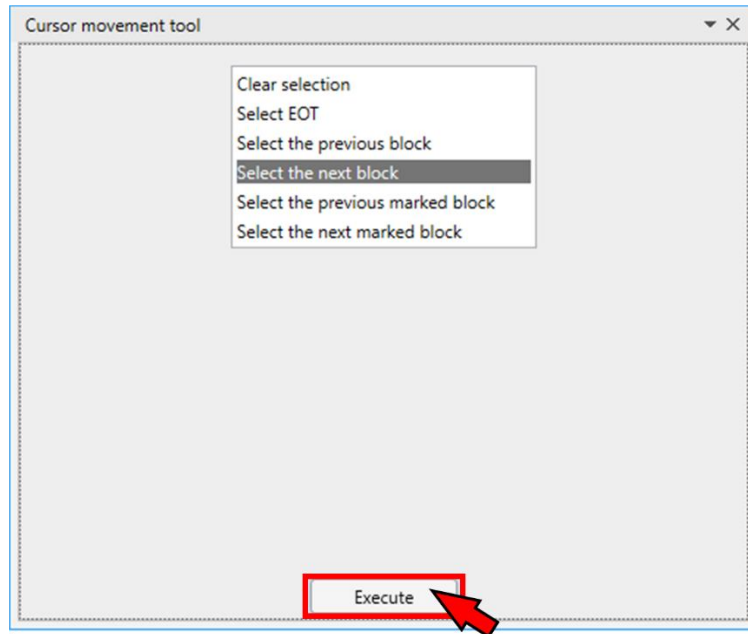 Cursor movement tool
Clear selection
Select EOT
Select the previous block
Select the next block
Select the previous marked block
Select the next marked block
Execute